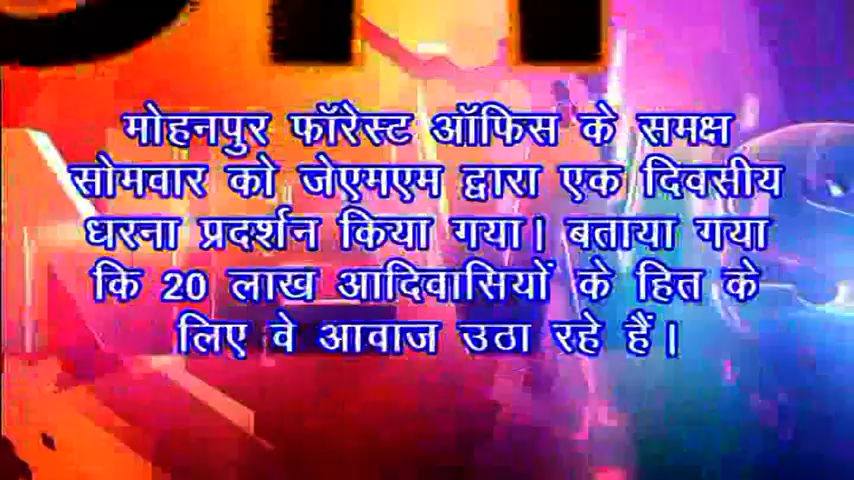 मोहनपुर फॉरेस्ट ऑफिस के समक्ष
सोमवार को जेएमएम द्वारा एक दिवसीय
धरना प्रदर्शन किया गया। बताया गया
कि 20 लाख आदिवासियों के हित के
लिए वे आवाज उठा रहे हैं।